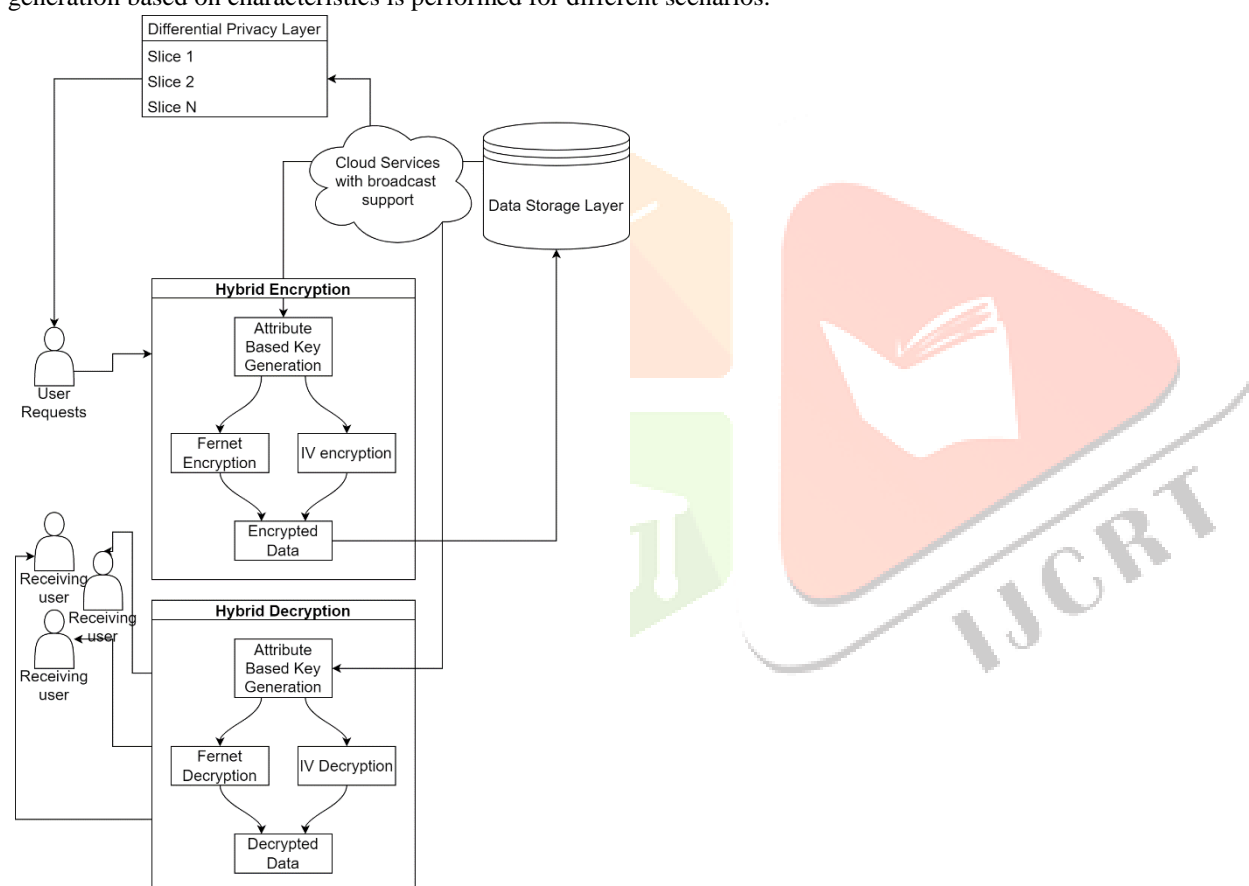 generation based on characteristics is performed for different scenarios.
Differential Privacy Layer
Slice 1
Slice 2
Slice N
Cloud Services
with broadcast
support
Data Storage Layer
Hybrid Encryption
Attribute
Based Key
Generation
User
Requests
Fernet
Encryption
IV encryption
Encrypted
Data
Receiving
user
Receiving
user
Receiving
user
Hybrid Decryption
Attribute
Based Key
Generation
Fernet
Decryption
IV Decryption
Decrypted
Data
IJCRT